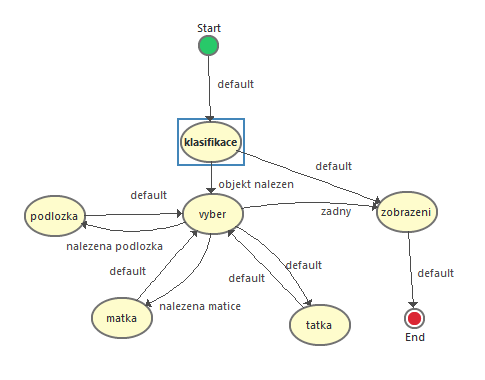 Start
default
klasifikace
default
objekt nalezen
default
podlozka
vyber
zadny
zobrazeni
nalezena podlozka
default
default
default
default
nalezena matice
matka
tatka
End